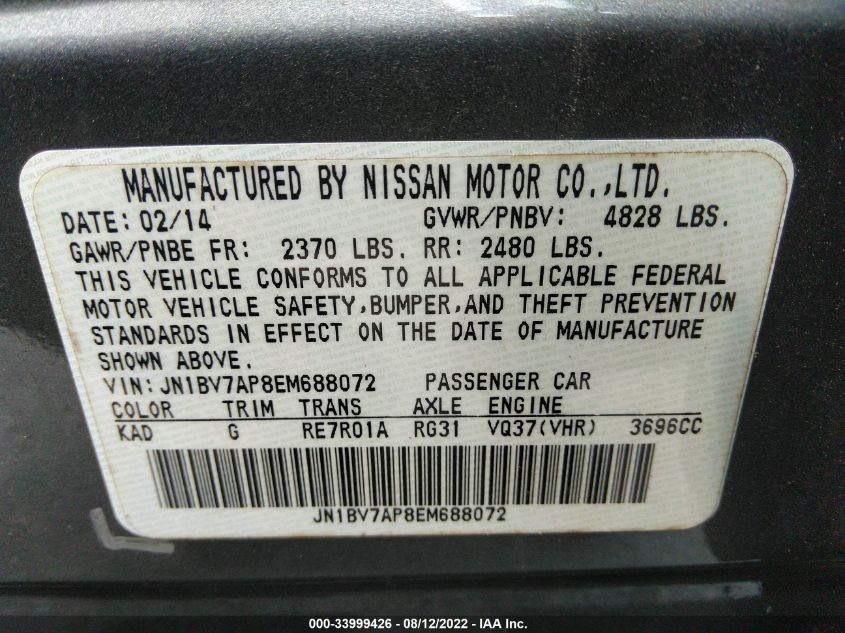 MANUFACTURED BY NISSAN MOTOR CO.,LTD.
DATE: 02/14 GVWR/PNBV: 4828 LBS.
GAWR/PNBE FR: 2370 LBS. RR: 2480 LBS.
THIS VEHICLE CONFORMS TO ALL APPLICABLE FEDERAL
MOTOR VEHICLE SAFETY,BUMPER,AND THEFT PREVENTION
STANDARDS IN EFFECT ON THE DATE OF MANUFACTURE
SHOWN ABOVE.
VIN:JN1BV7AP8EM688072 PASSENGER CAR
COLOR TRIM TRANS AXLE ENGINE
KAD G RE7R01A RG31 VQ37(VHR) 3696CC
JN1BV7AP8EM688072
000-33999426 - 08/12/2022 - IAA Inc.